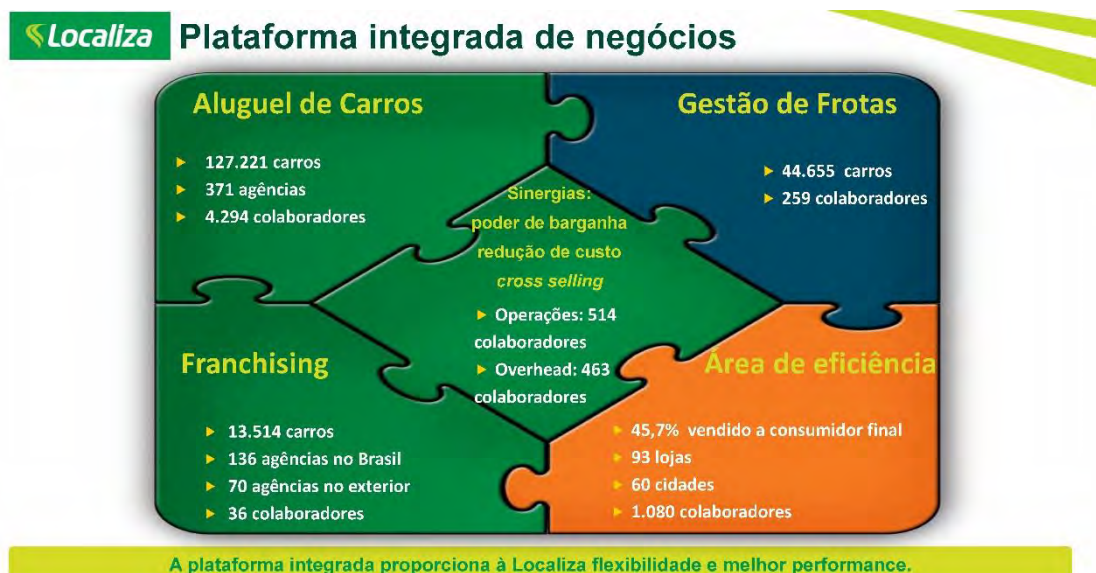 Localiza
Plataforma integrada de negócios
Aluguel de Carros
127.221 carros
371 agências
4.294 colaboradores
Gestão de Frotas
44.655 carros
259 colaboradores
Sinergias:
poder de barganha
redução de custo
cross selling
Operações: 514
colaboradores
Overhead: 463
colaboradores
Franchising
13.514 carros
136 agências no Brasil
70 agências no exterior
36 colaboradores
Área de eficiência
45,7% vendido a consumidor final
93 lojas
60 cidades
1.080 colaboradores
A plataforma integrada proporciona à Localiza flexibilidade e melhor performance.